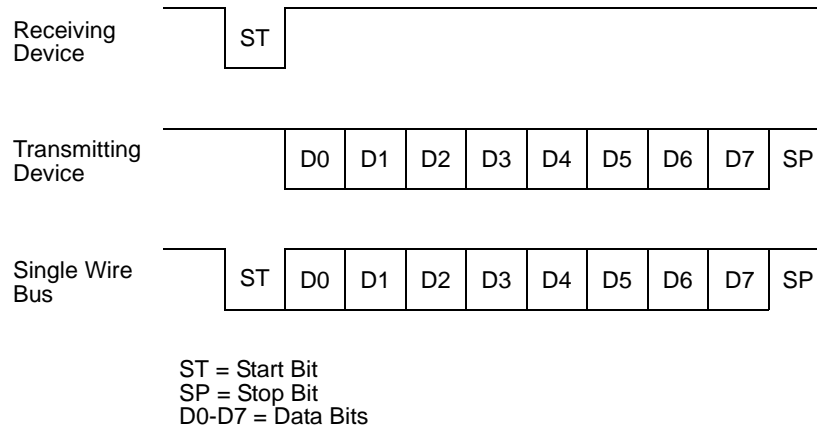 Receiving
Device
ST
Transmitting
Device
D0 D1 D2 D3 D4 D5 D6 D7 SP
Single Wire
Bus
ST D0 D1 D2 D3 D4 D5 D6 D7 SP
ST = Start Bit
SP = Stop Bit
D0-D7 = Data Bits